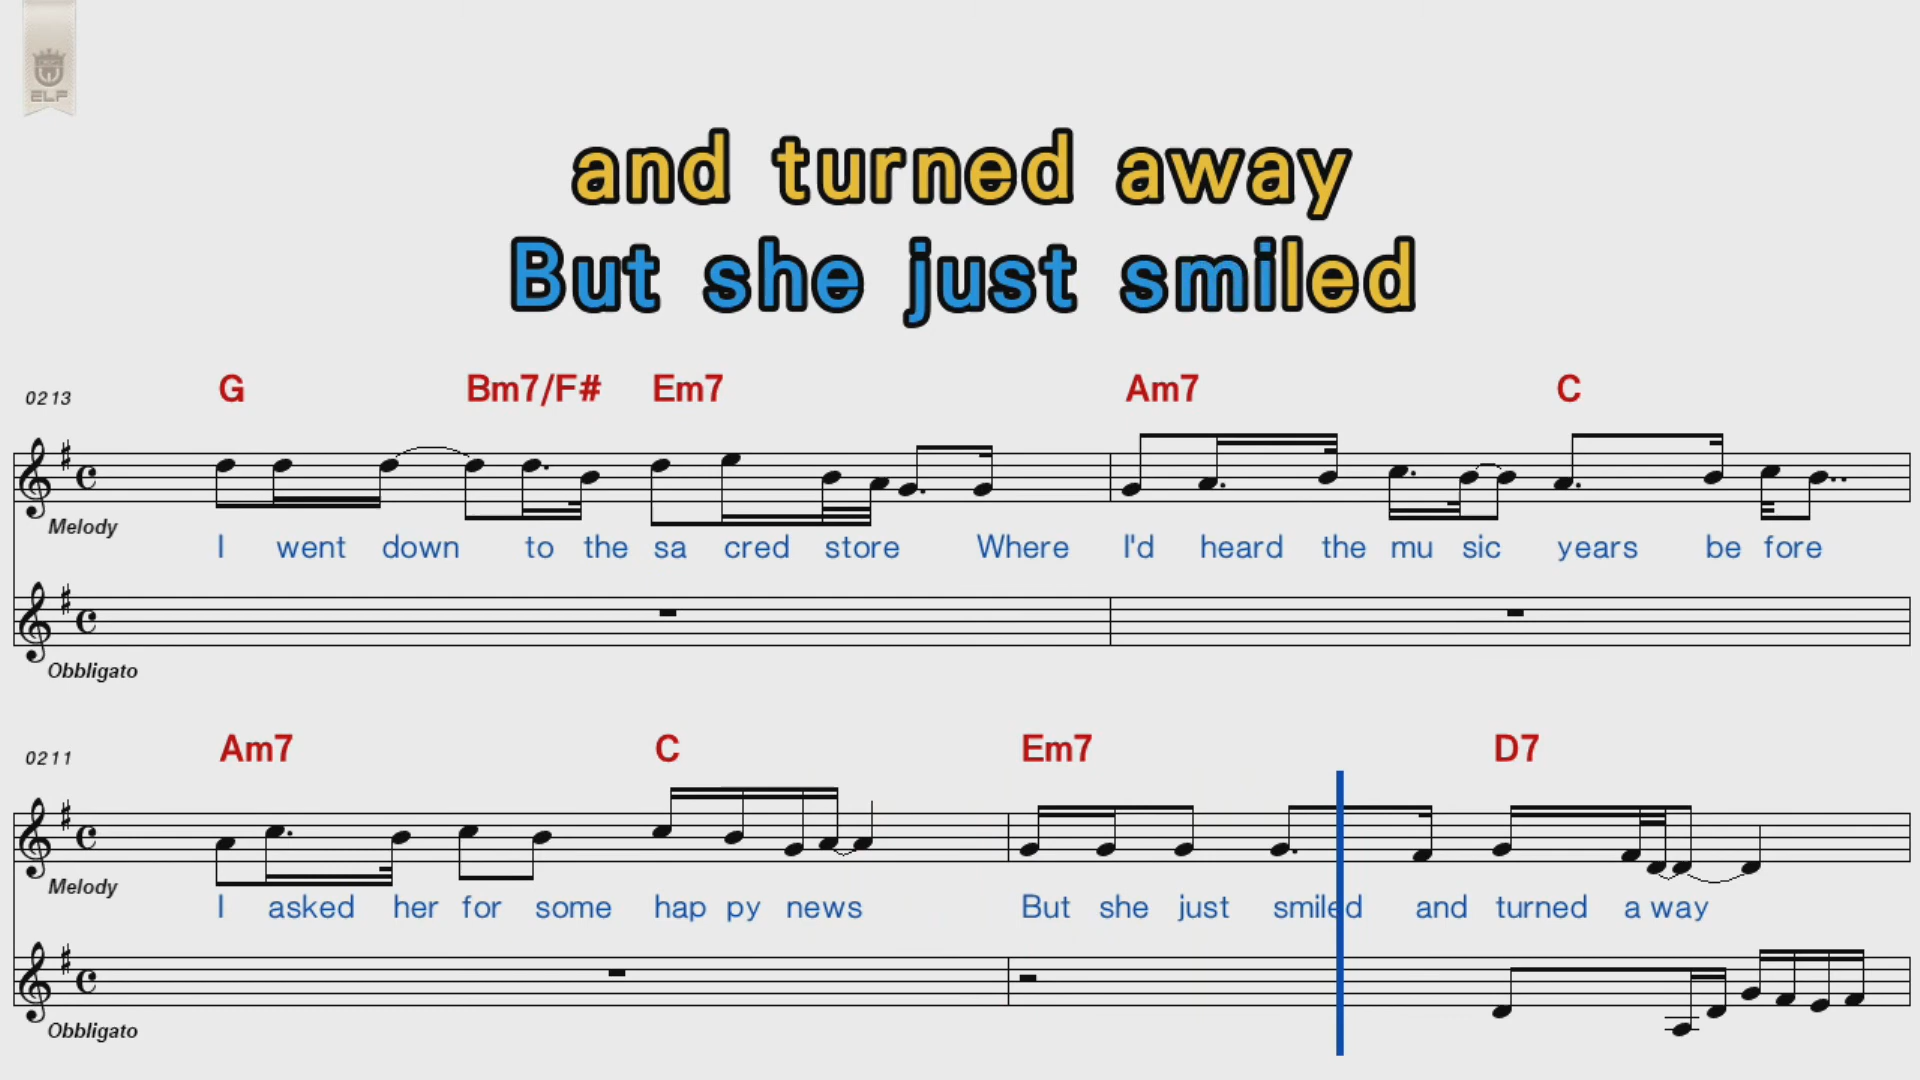 ELF
and turned away
But she just smiled
0213 G Bm7/F# Em7 Am7 C
Melody
I went down to the sa cred store Where I'd heard the mu sic years be fore
Obbligato
0211 Am7 C Em7 D7
Melody
I asked her for some hap py news But she just smiled and turned a way
Obbligato